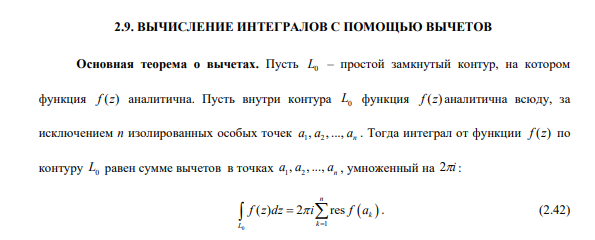 2.9. ВЫЧИСЛЕНИЕ ИНТЕГРАЛОВ С ПОМОЩЬЮ ВЫЧЕТОВ
Основная теорема о вычетах. Пусть L₀ – простой замкнутый контур, на котором
функция f(z) аналитична. Пусть внутри контура L₀ функция f(z) аналитична всюду, за
исключением n изолированных особых точек a₁, a₂, ..., aₙ. Тогда интеграл от функции f(z) по
контуру L₀ равен сумме вычетов в точках a₁, a₂, ..., aₙ, умноженный на 2πi:
∫_{L₀} f(z)dz = 2πi ∑_{k=1}^{n} res f(a_k). (2.42)